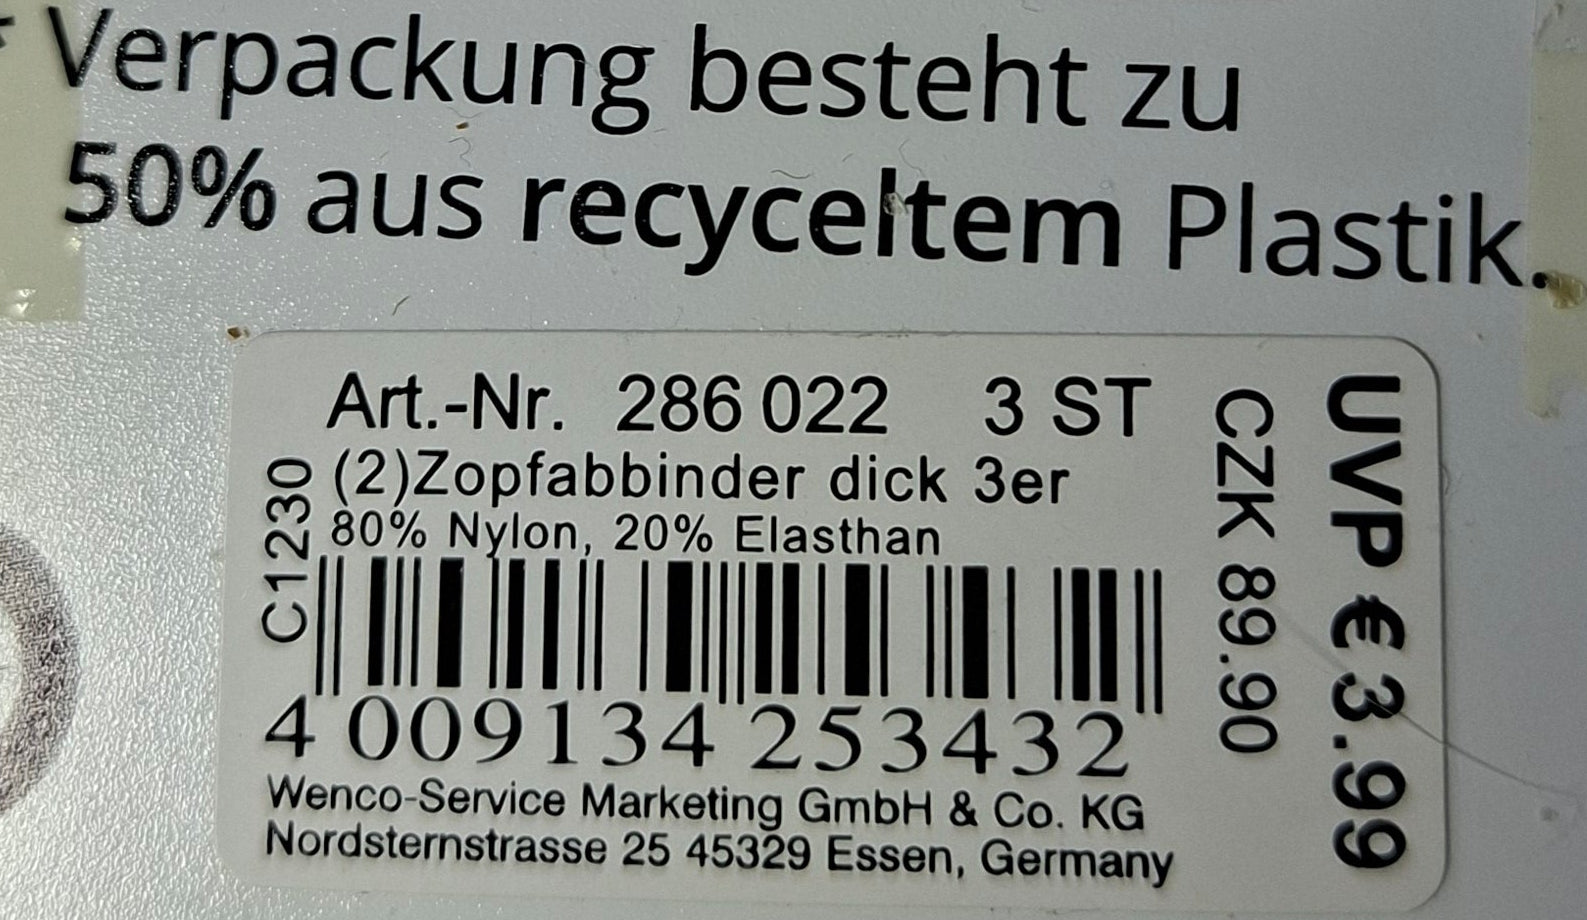 * Verpackung besteht zu
50% aus recyceltem Plastik.
Art.-Nr. 286 022 3 ST
(2)Zopfabbinder dick 3er
80% Nylon, 20% Elasthan
C1230
4 009134 253432
Wenco-Service Marketing GmbH & Co. KG
Nordsternstrasse 25 45329 Essen, Germany
CZK 89.90
UVP € 3.99